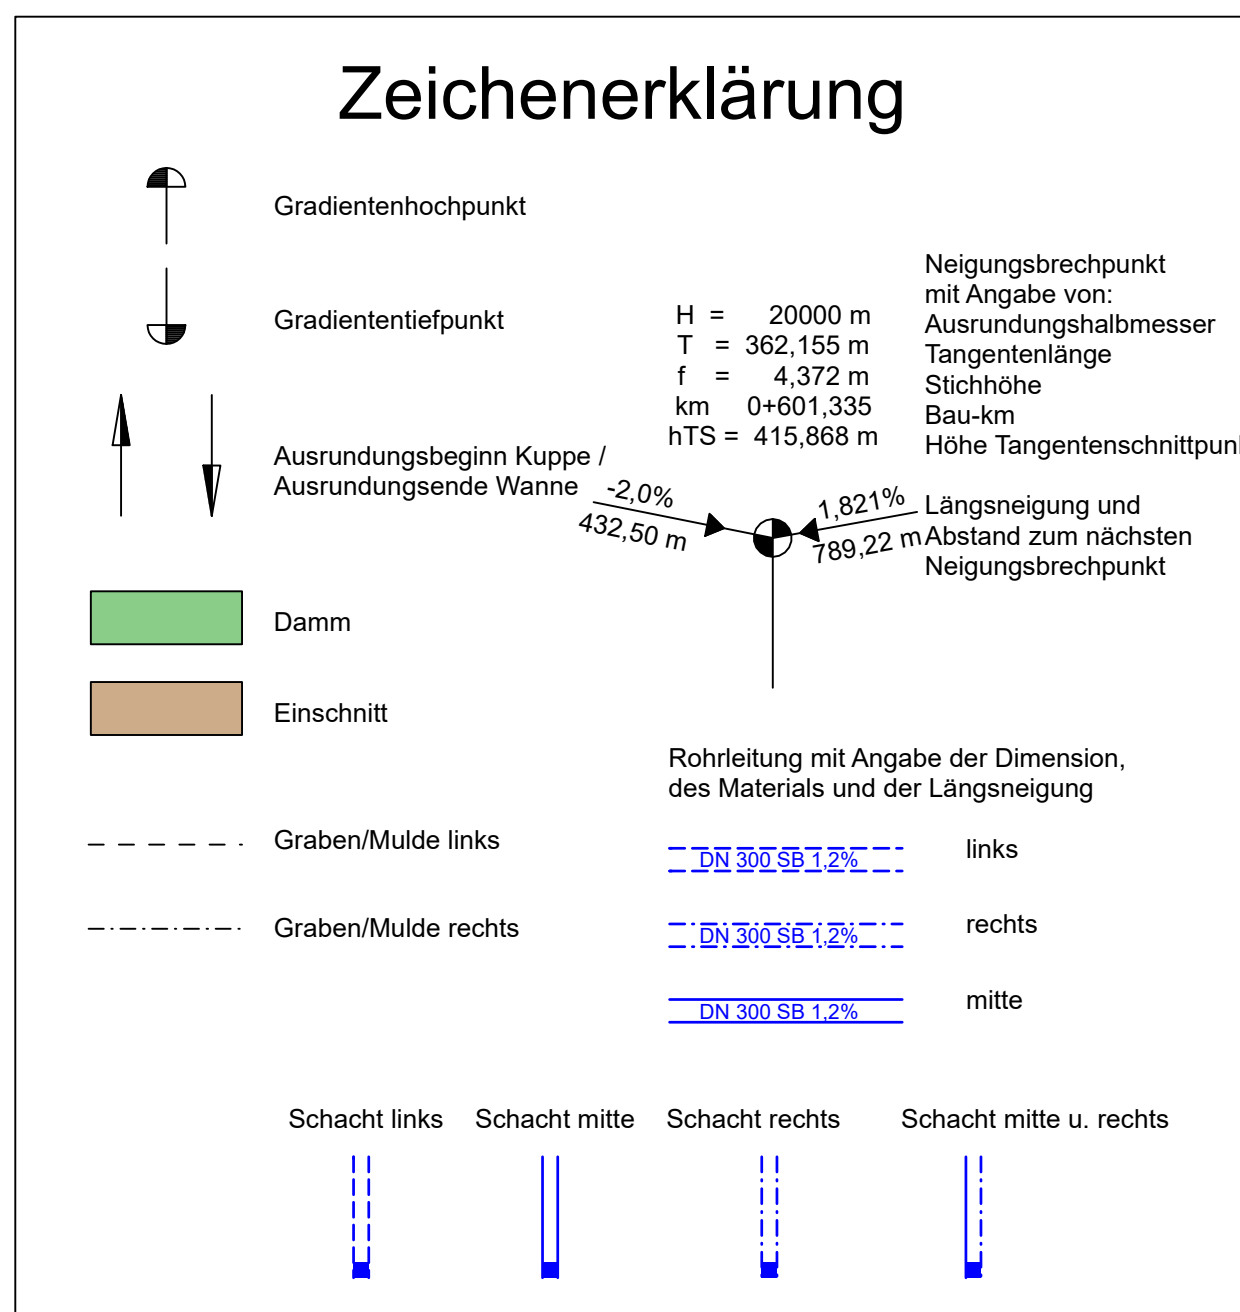 Zeichenerklärung
Gradientenhochpunkt
Gradiententiefpunkt
Ausrundungsbeginn Kuppe /
Ausrundungsende Wanne
Damm
Einschnitt
Graben/Mulde links
Graben/Mulde rechts
H = 20000 m
T = 362,155 m
f = 4,372 m
km 0+601,335
hTS = 415,868 m
Neigungsbrechpunkt
mit Angabe von:
Ausrundungshalbmesser
Tangentenlänge
Stichhöhe
Bau-km
Höhe
-2,0%
432,50 m
1,821%
789,22 m
Längsneigung und
Abstand zum nächsten
Neigungsbrechpunkt
Rohrleitung mit Angabe der Dimension,
des Materials und der Längsneigung
DN 300 SB 1,2%
links
DN 300 SB 1,2%
rechts
DN 300 SB 1,2%
mitte
Schacht links
Schacht mitte
Schacht rechts
Schacht mitte u. rechts